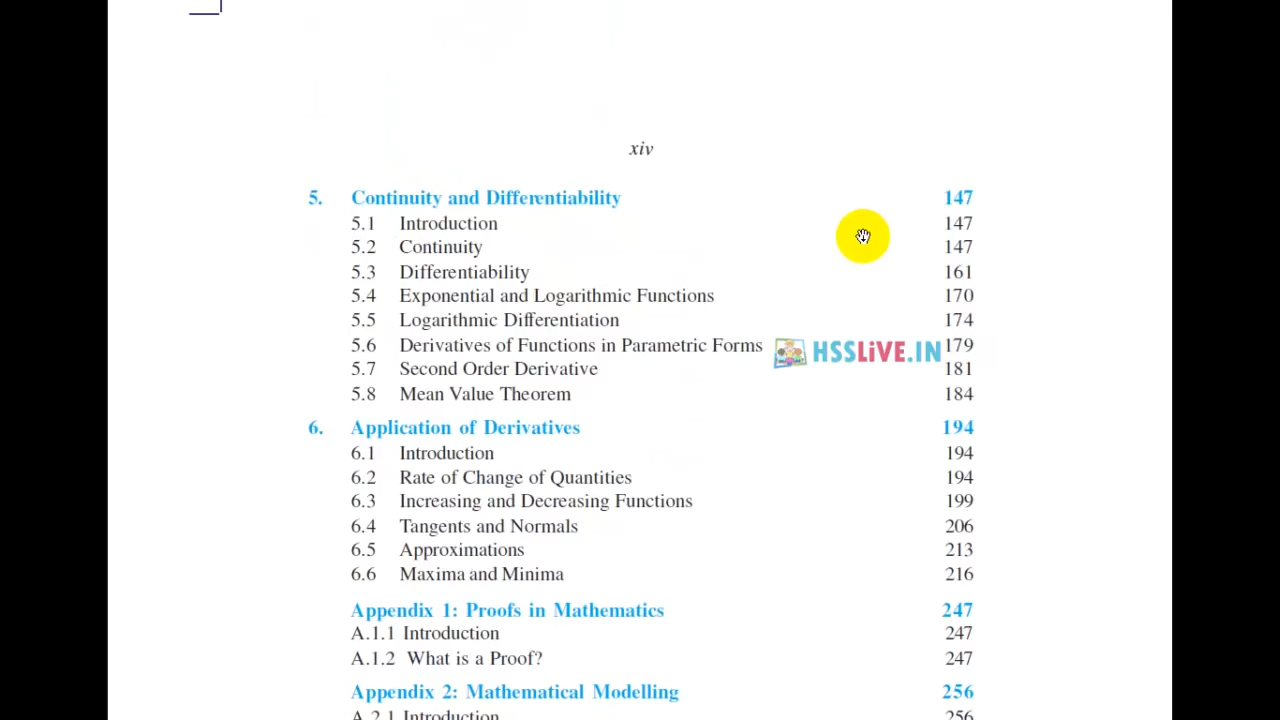 xiv
5. Continuity and Differentiability 147
5.1 Introduction 147
5.2 Continuity 147
5.3 Differentiability 161
5.4 Exponential and Logarithmic Functions 170
5.5 Logarithmic Differentiation 174
5.6 Derivatives of Functions in Parametric Forms 179
HSSLiVE.IN
5.7 Second Order Derivative 181
5.8 Mean Value Theorem 184
6. Application of Derivatives 194
6.1 Introduction 194
6.2 Rate of Change of Quantities 194
6.3 Increasing and Decreasing Functions 199
6.4 Tangents and Normals 206
6.5 Approximations 213
6.6 Maxima and Minima 216
Appendix 1: Proofs in Mathematics 247
A.1.1 Introduction 247
A.1.2 What is a Proof? 247
Appendix 2: Mathematical Modelling 256
A.2.1 Introduction 256